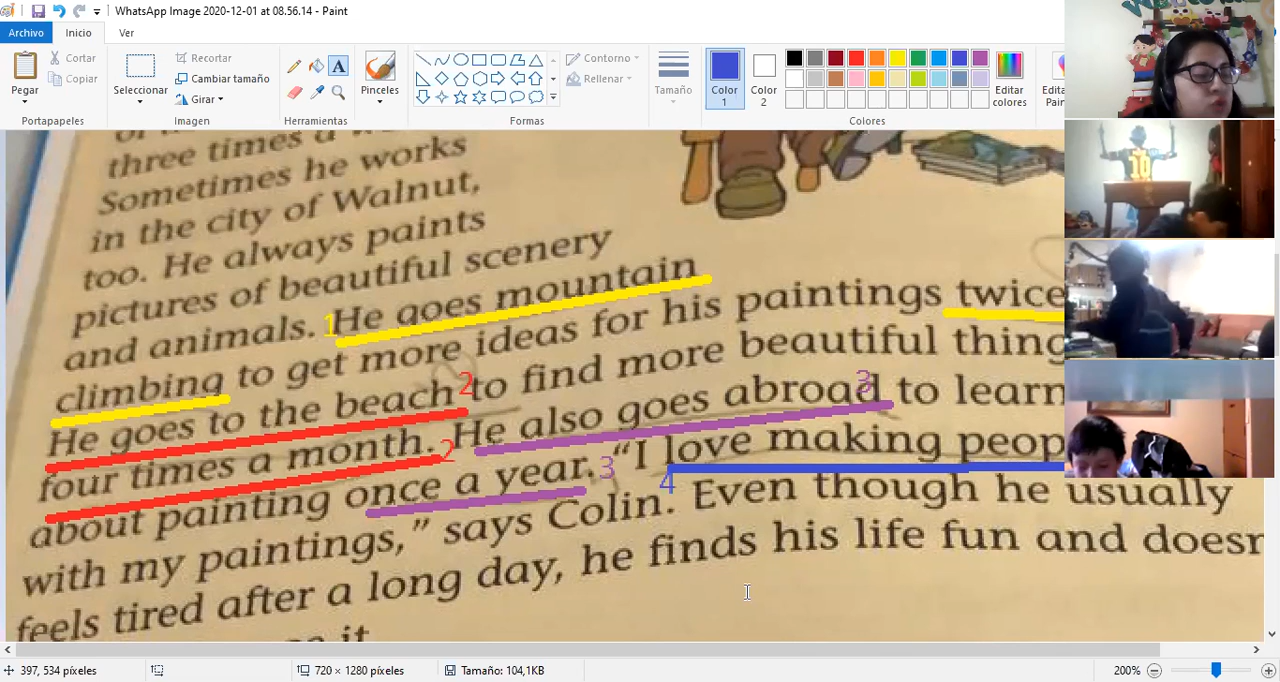 WhatsApp Image 2020-12-01 at 08.56.14 - Paint
Archivo Inicio Ver
Pegar
Cortar
Copiar
Portapapeles
Seleccionar
Recortar
Cambiar tamaño
Girar
Imagen
A
Herramientas
Pinceles
Contorno
Rellenar
Formas
Tamaño
Color 1
Color 2
Colores
Editar colores
three times a
Sometimes he works
in the city of Walnut,
too. He always paints
pictures of beautiful scenery
and animals. 1 He goes mountain
climbing to get more ideas for his paintings twice
He goes to the beach 2 to find more beautiful thing
four times a month. 2 He also goes abroad 3 to learn
about painting once a year. 3 "I love making peop
4
with my paintings," says Colin. Even though he usually
feels tired after a long day, he finds his life fun and doesn
it
10
397, 534 píxeles
720 × 1280 píxeles
Tamaño: 104,1KB
200%